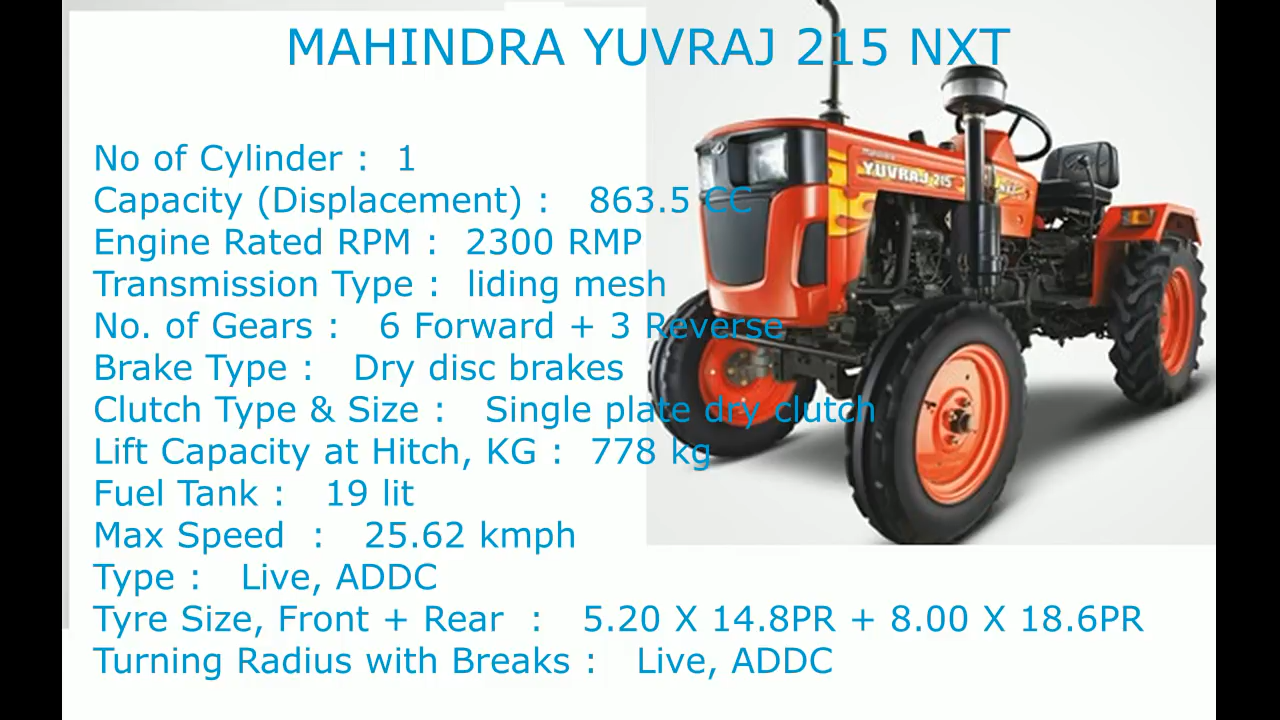 MAHINDRA YUVRAJ 215 NXT
No of Cylinder : 1
Capacity (Displacement) : 863.5 CC
Engine Rated RPM : 2300 RMP
Transmission Type : liding mesh
No. of Gears : 6 Forward + 3 Reverse
Brake Type : Dry disc brakes
Clutch Type & Size : Single plate dry clutch
Lift Capacity at Hitch, KG : 778 kg
Fuel Tank : 19 lit
Max Speed : 25.62 kmph
Type : Live, ADDC
Tyre Size, Front + Rear : 5.20 X 14.8PR + 8.00 X 18.6PR
Turning Radius with Breaks : Live, ADDC
Mahindra
YUVRAJ 215
NXT